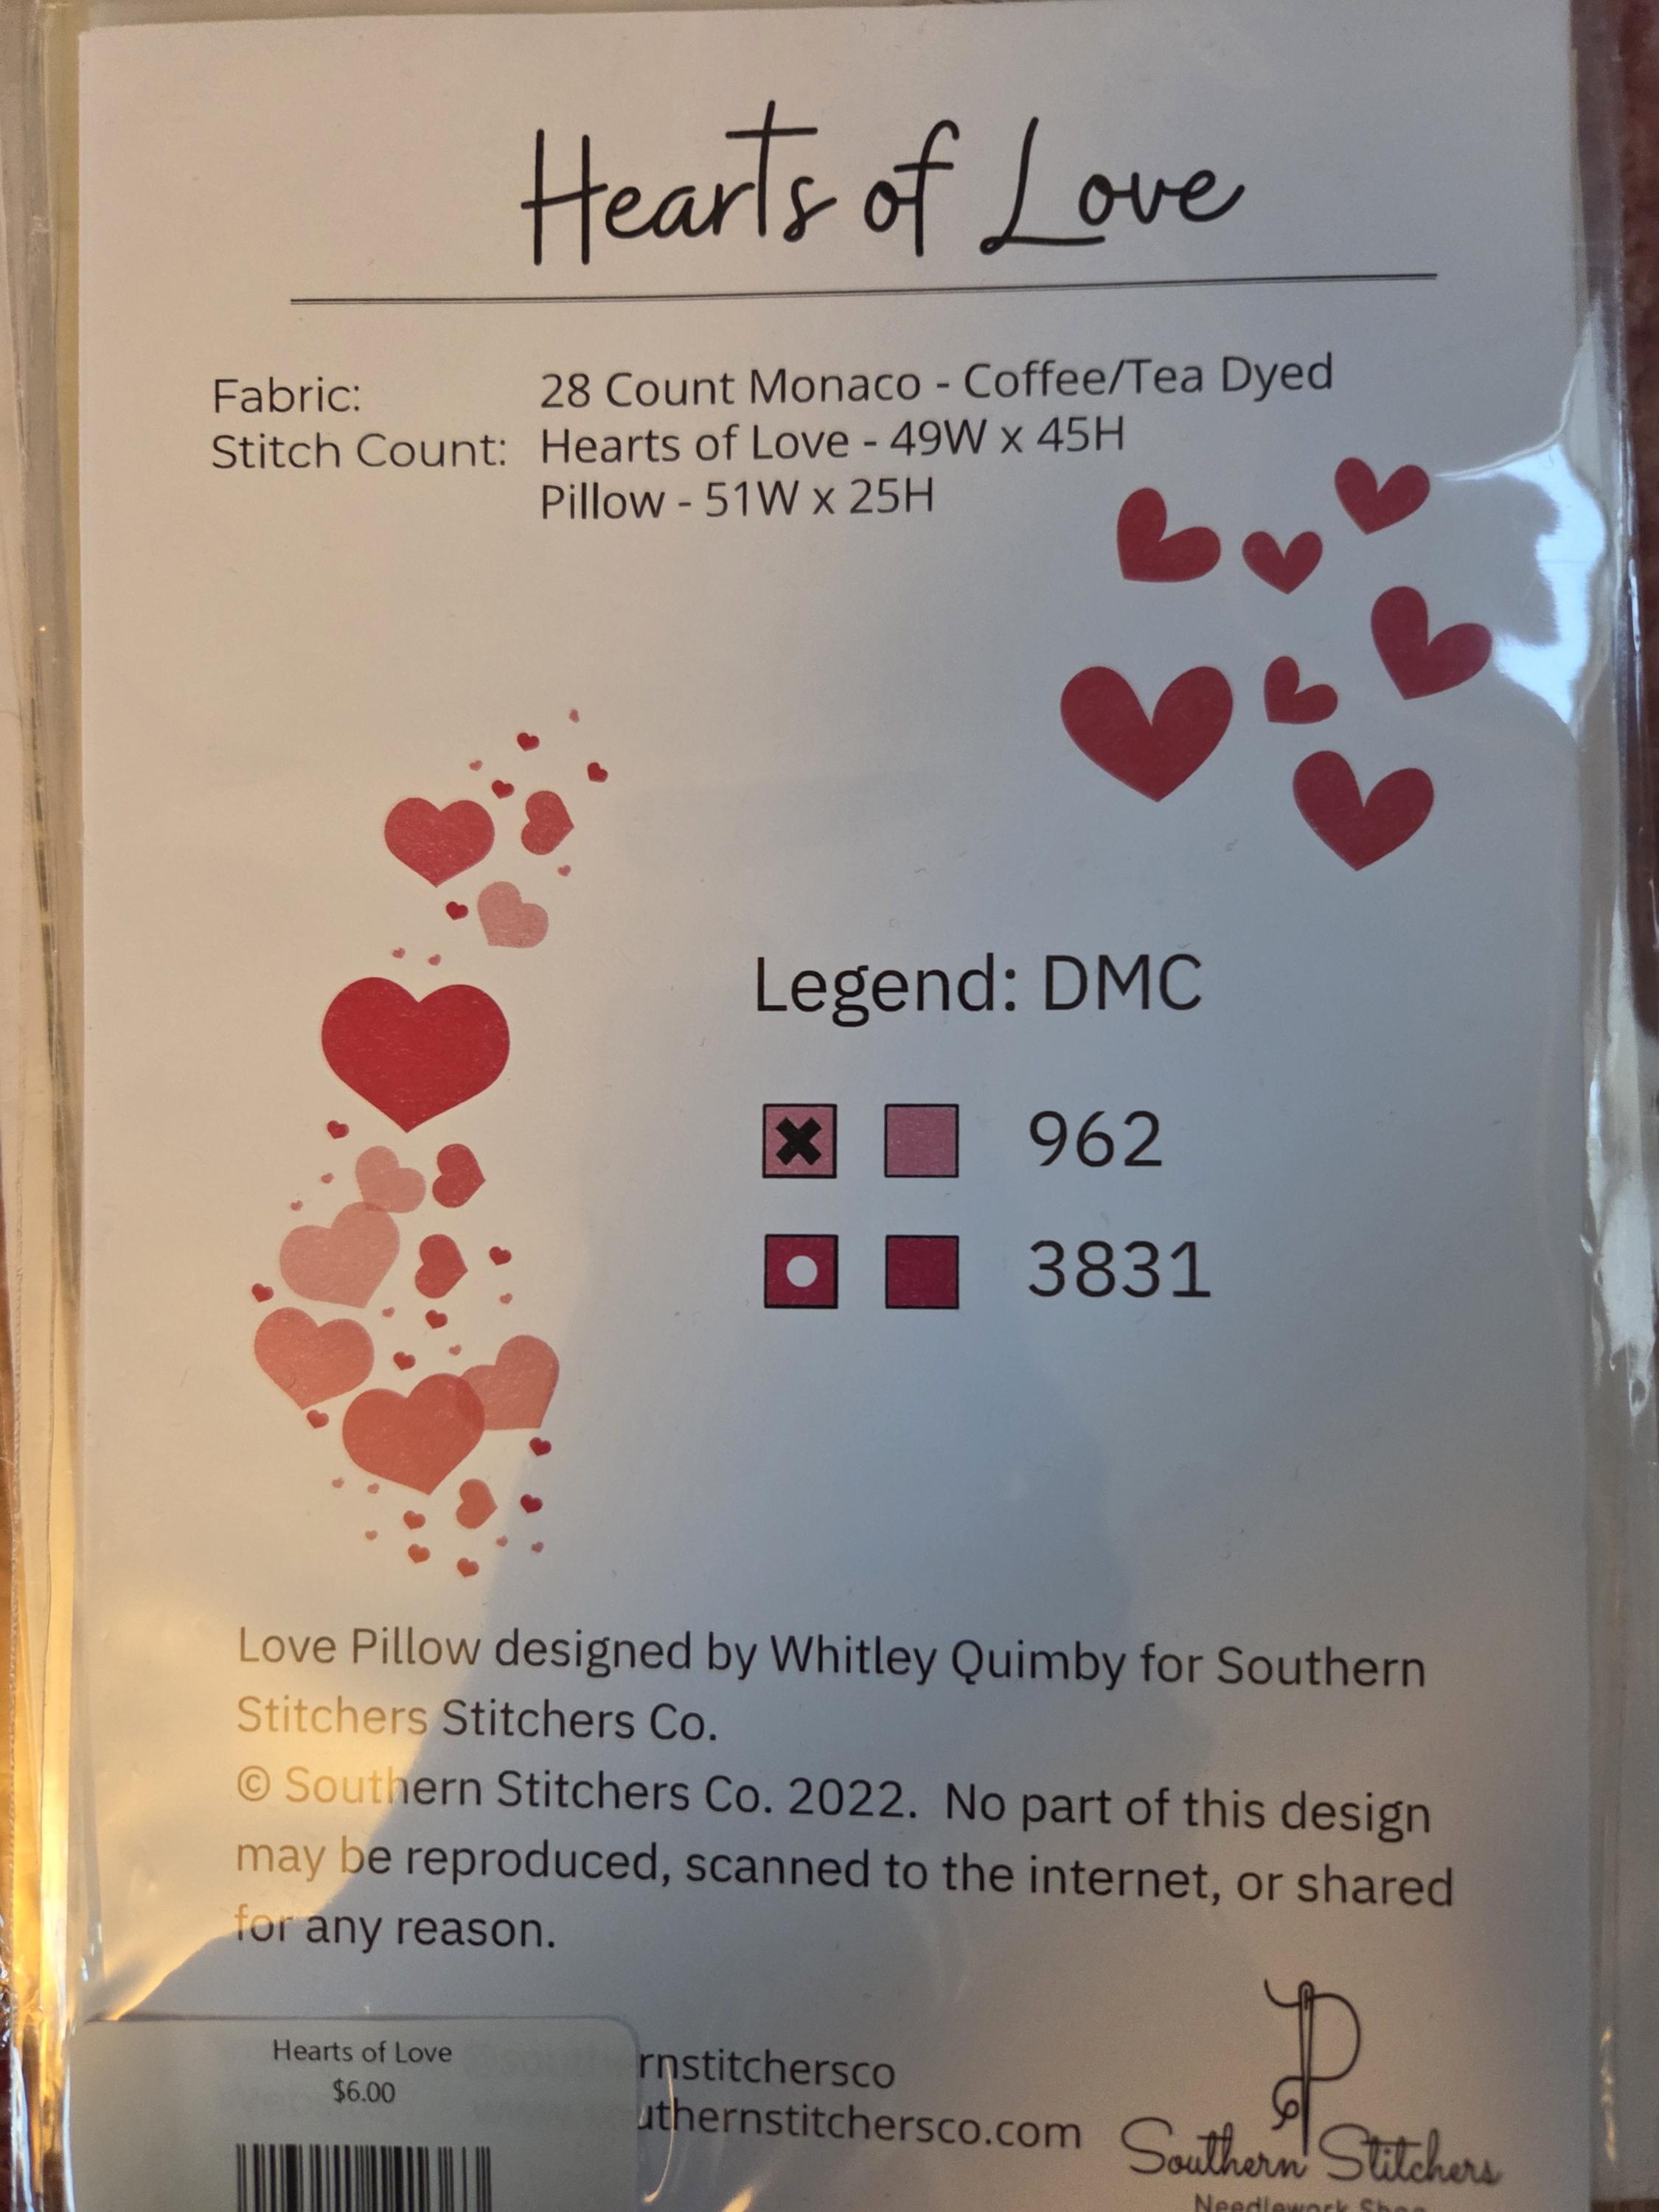 Hearts of Love
Fabric: 28 Count Monaco - Coffee/Tea Dyed
Stitch Count: Hearts of Love - 49W x 45H
Pillow - 51W x 25H
Legend: DMC
962
3831
Love Pillow designed by Whitley Quimby for Southern
Stitchers Stitchers Co.
© Southern Stitchers Co. 2022. No part of this design
may be reproduced, scanned to the internet, or shared
for any reason.
Hearts of Love
$6.00
rnstitchersco
uthernstitchersco.com
Southern Stitchers
Needlework